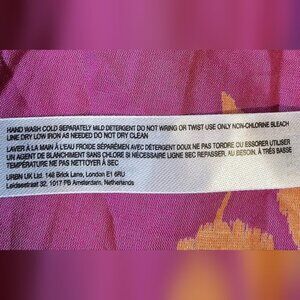 HAND WASH COLD SEPARATELY MILD DETERGENT DO NOT WRING OR TWIST USE ONLY NON-CHLORINE BLEACH
LINE DRY LOW IRON AS NEEDED DO NOT DRY CLEAN
LAVER À LA MAIN À L'EAU FROIDE SÉPARÉMENT AVEC DÉTERGENT DOUX NE PAS TORDRE OU ESSORER UTILISER
UN AGENT DE BLANCHIMENT SANS CHLORE SI NÉCESSAIRE LIGNE SEC REPASSER, AU BESOIN, À TRÈS BASSE
TEMPÉRATURE NE PAS NETTOYER À SEC
URBN UK Ltd. 148 Brick Lane, London E1 6RU
Leidsestraat 32, 1017 PB Amsterdam, Netherlands